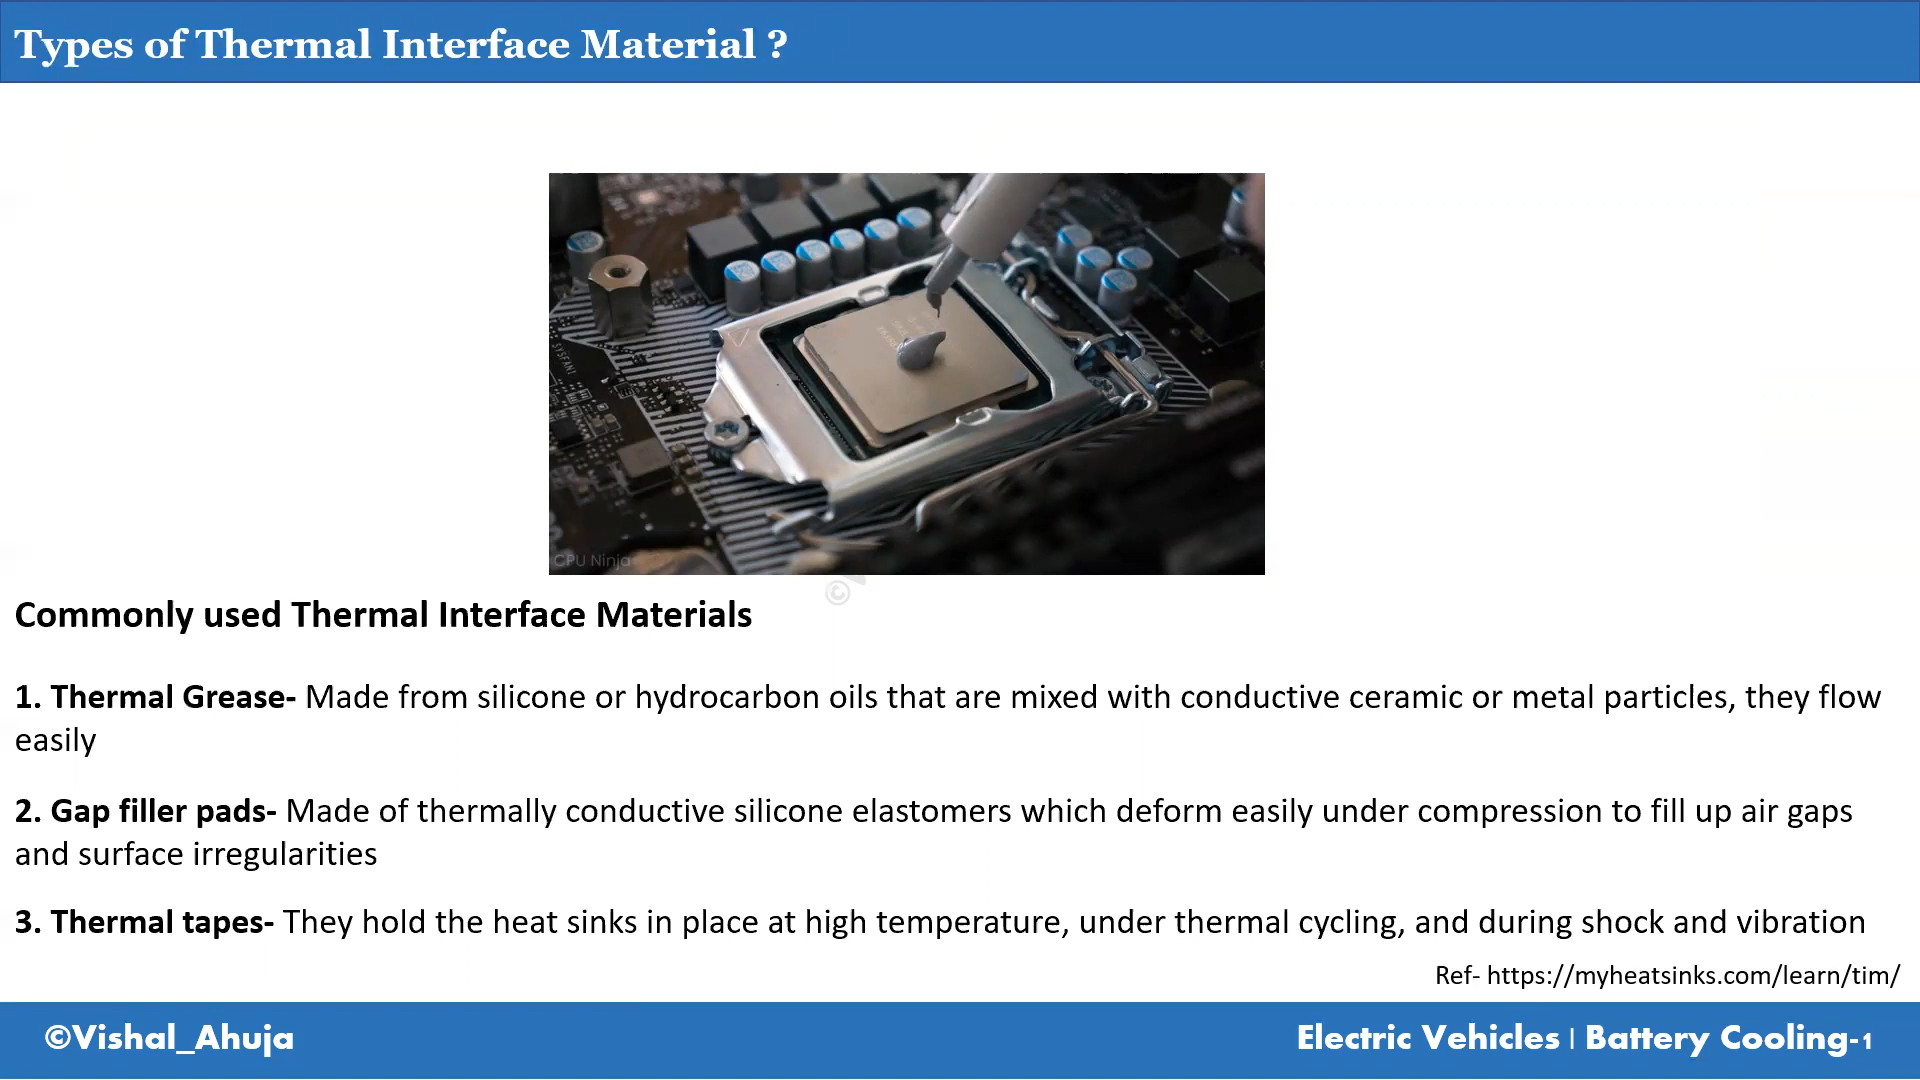 Types of Thermal Interface Material ?
SYSFAN1
CPU Ninja
©
Commonly used Thermal Interface Materials
1. Thermal Grease- Made from silicone or hydrocarbon oils that are mixed with conductive ceramic or metal particles, they flow
easily
2. Gap filler pads- Made of thermally conductive silicone elastomers which deform easily under compression to fill up air gaps
and surface irregularities
3. Thermal tapes- They hold the heat sinks in place at high temperature, under thermal cycling, and during shock and vibration
Ref- https://myheatsinks.com/learn/tim/
©Vishal_Ahuja
Electric Vehicles | Battery Cooling-1